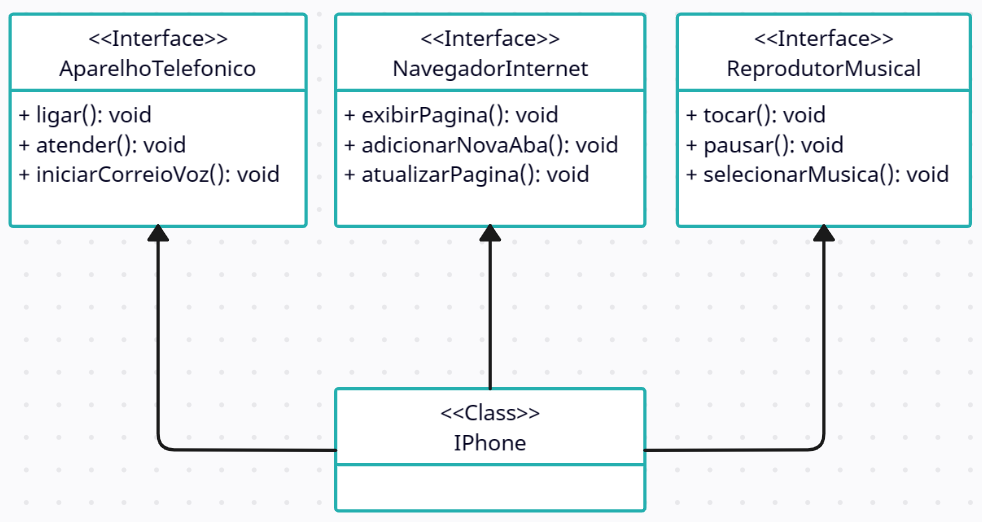 <<Interface>>
AparelhoTelefonico
+ ligar(): void
+ atender(): void
+ iniciarCorreioVoz(): void
<<Interface>>
NavegadorInternet
+ exibirPagina(): void
+ adicionarNovaAba(): void
+ atualizarPagina(): void
<<Interface>>
ReprodutorMusical
+ tocar(): void
+ pausar(): void
+ selecionarMusica(): void
<<Class>>
IPhone